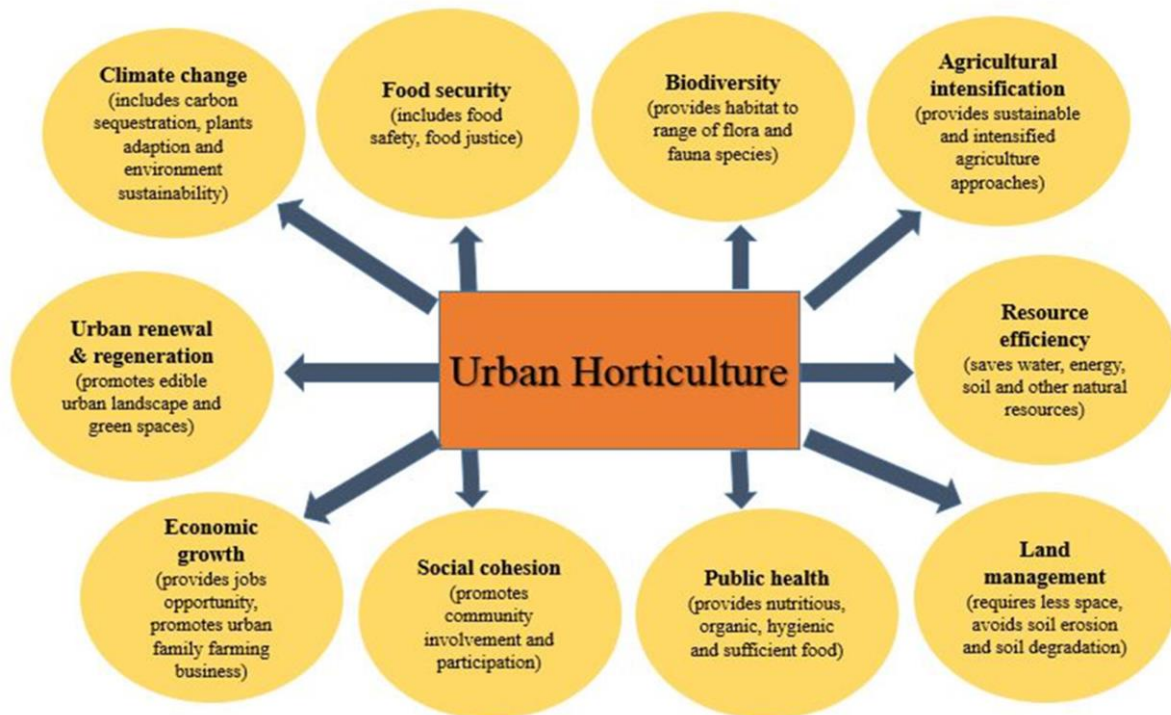 Climate change
(includes carbon
sequestration, plants
adaption and
environment
sustainability)
Food security
(includes food
safety, food justice)
Biodiversity
(provides habitat to
range of flora and
fauna species)
Agricultural
intensification
(provides sustainable
and intensified
agriculture
approaches)
Urban renewal
& regeneration
(promotes edible
urban landscape and
green spaces)
Urban Horticulture
Resource
efficiency
(saves water, energy,
soil and other natural
resources)
Economic
growth
(provides jobs
opportunity,
promotes urban
family farming
business)
Social cohesion
(promotes
community
involvement and
participation)
Public health
(provides nutritious,
organic, hygienic
and sufficient food)
Land
management
(requires less space,
avoids soil erosion
and soil degradation)